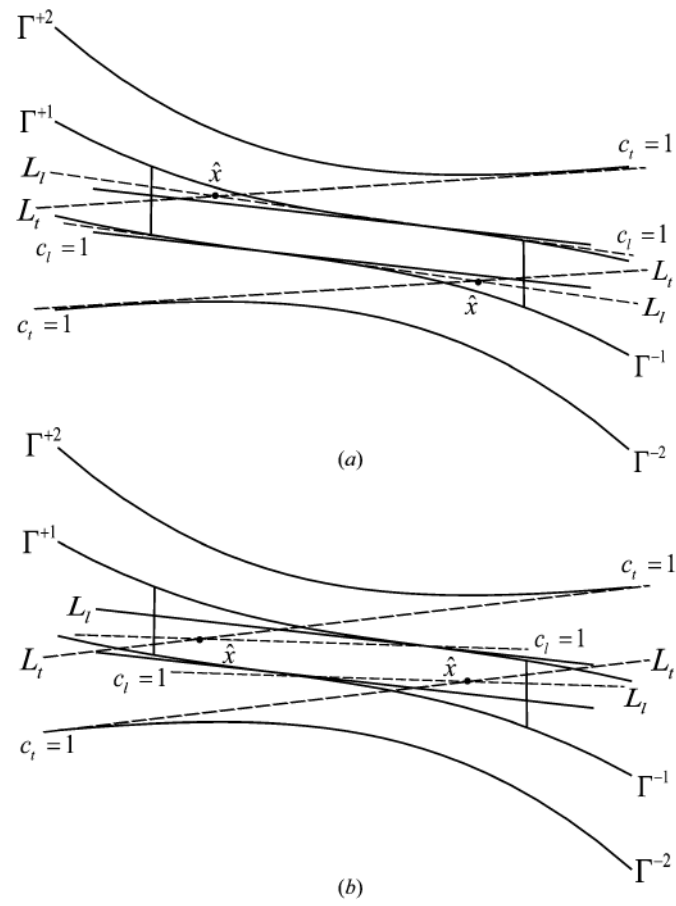 Γ⁺²
Γ⁺¹
c_t = 1
L_l
x̂
L_t
c_l = 1
c_l = 1
L_t
c_t = 1
x̂
L_l
Γ⁻¹
Γ⁻²
(a)
Γ⁺²
Γ⁺¹
c_t = 1
L_l
c_l = 1
L_t
x̂
x̂
L_t
c_l = 1
L_l
c_t = 1
Γ⁻¹
Γ⁻²
(b)